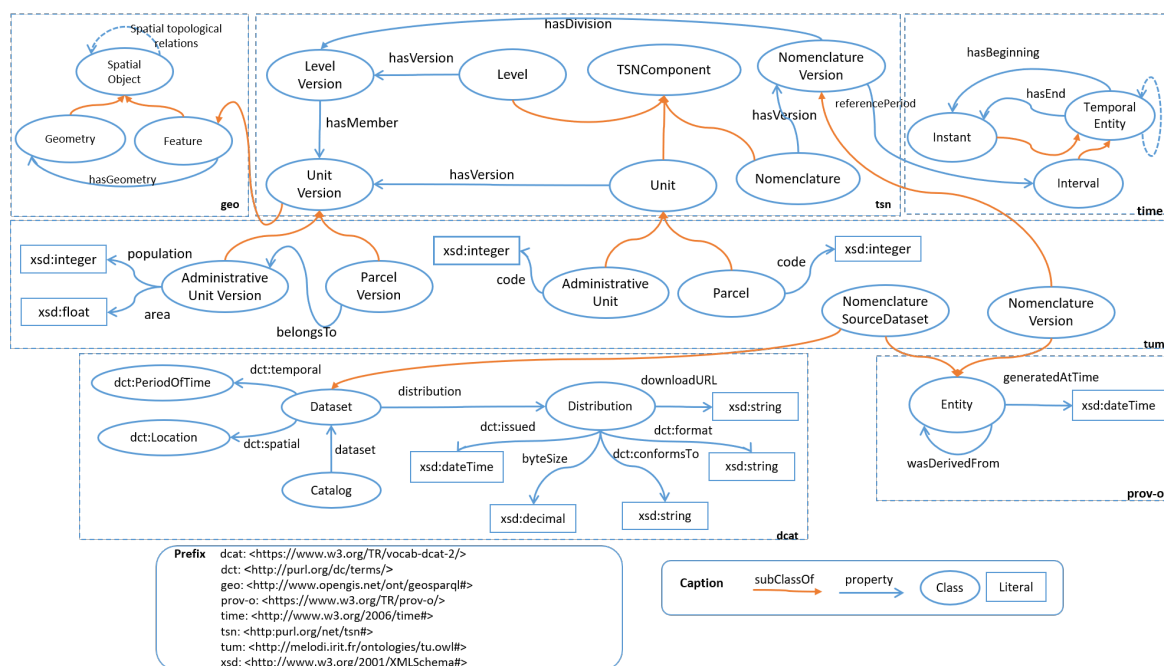 Spatial topological
relations
Spatial
Object
Geometry
Feature
hasGeometry
geo
hasDivision
Level
Version
hasVersion
Level
TSNComponent
Nomenclature
Version
hasMember
referencePeriod
hasVersion
Unit
Version
hasVersion
Unit
Nomenclature
tsn
hasBeginning
hasEnd
Temporal
Entity
Instant
Interval
time
xsd:integer
population
Administrative
Unit Version
xsd:float
area
Parcel
Version
belongsTo
xsd:integer
code
Administrative
Unit
Parcel
code
xsd:integer
Nomenclature
SourceDataset
Nomenclature
Version
tum
dct:PeriodOfTime
dct:temporal
Dataset
distribution
Distribution
downloadURL
xsd:string
dct:Location
dct:spatial
dataset
Catalog
dct:issued
xsd:dateTime
byteSize
xsd:decimal
dct:conformsTo
xsd:string
dct:format
xsd:string
dcat
generatedAtTime
Entity
xsd:dateTime
wasDerivedFrom
prov-o
Prefix dcat: <https://www.w3.org/TR/vocab-dcat-2/>
dct: <http://purl.org/dc/terms/>
geo: <http://www.opengis.net/ont/geosparql#>
prov-o: <https://www.w3.org/TR/prov-o/>
time: <http://www.w3.org/2006/time#>
tsn: <http:purl.org/net/tsn#>
tum: <http://melodi.irit.fr/ontologies/tu.owl#>
xsd: <http://www.w3.org/2001/XMLSchema#>
Caption subClassOf property Class Literal